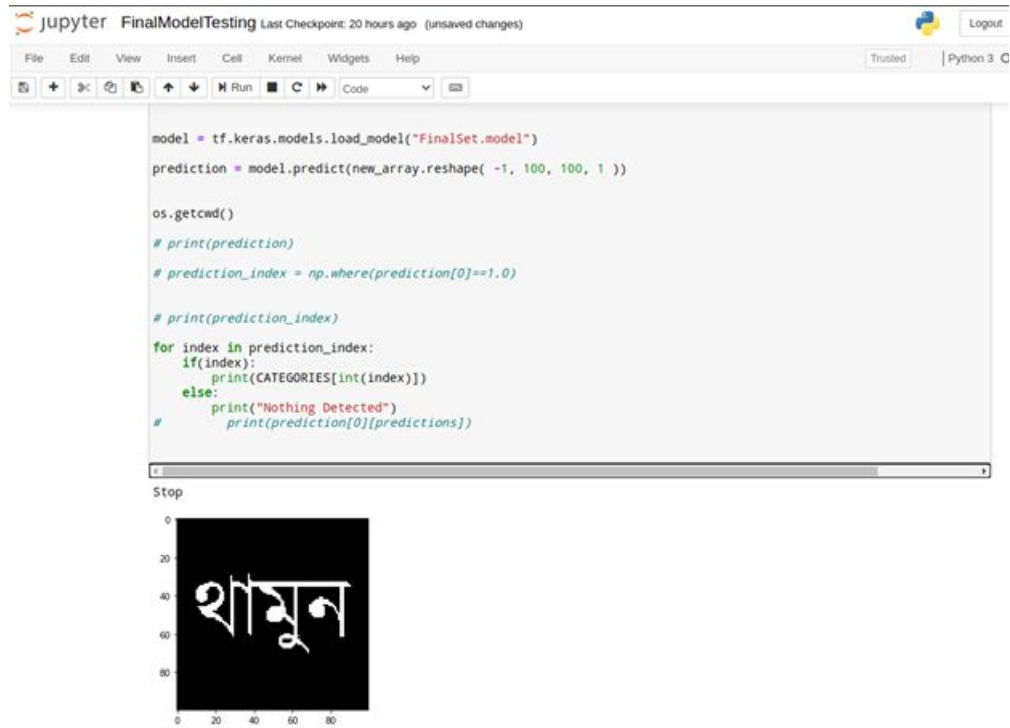 jupyter FinalModelTesting Last Checkpoint: 20 hours ago (unsaved changes) Logout
File Edit View Insert Cell Kernel Widgets Help Trusted Python 3
Run Code
model = tf.keras.models.load_model("FinalSet.model")
prediction = model.predict(new_array.reshape( -1, 100, 100, 1 ))
os.getcwd()
# print(prediction)
# prediction_index = np.where(prediction[0]==1.0)
# print(prediction_index)
for index in prediction_index:
    if(index):
        print(CATEGORIES[int(index)])
    else:
        print("Nothing Detected")
#         print(prediction[0][predictions])
Stop
0
20
40
60
80
থামুন
0 20 40 60 80